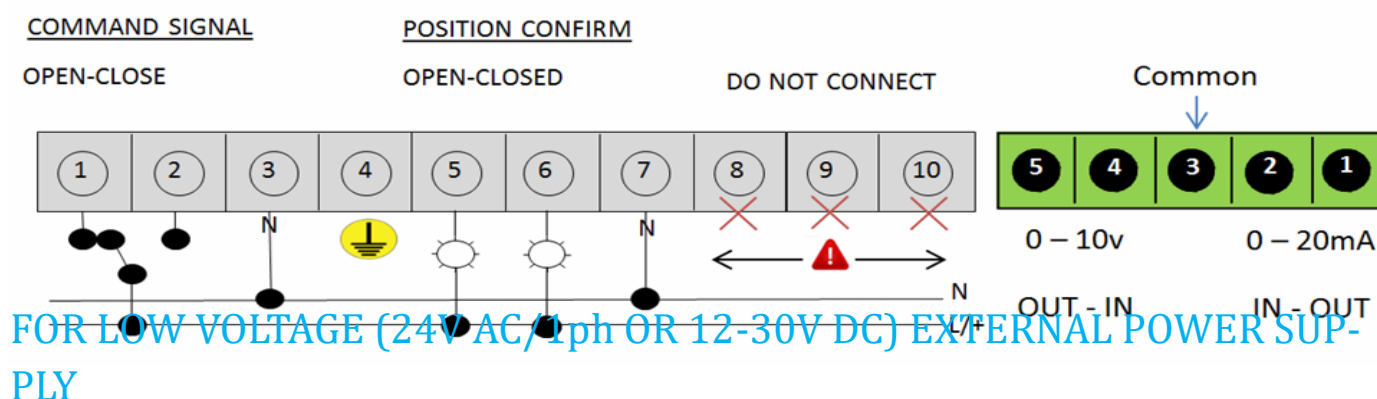 COMMAND SIGNAL POSITION CONFIRM
OPEN-CLOSE OPEN-CLOSED DO NOT CONNECT Common
1 2 3 4 5 6 7 8 9 10 5 4 3 2 1
N N 0 – 10v 0 – 20mA
N
OUT - IN IN - OUT
L/+
FOR LOW VOLTAGE (24V AC/1ph OR 12-30V DC) EXTERNAL POWER SUP-
PLY